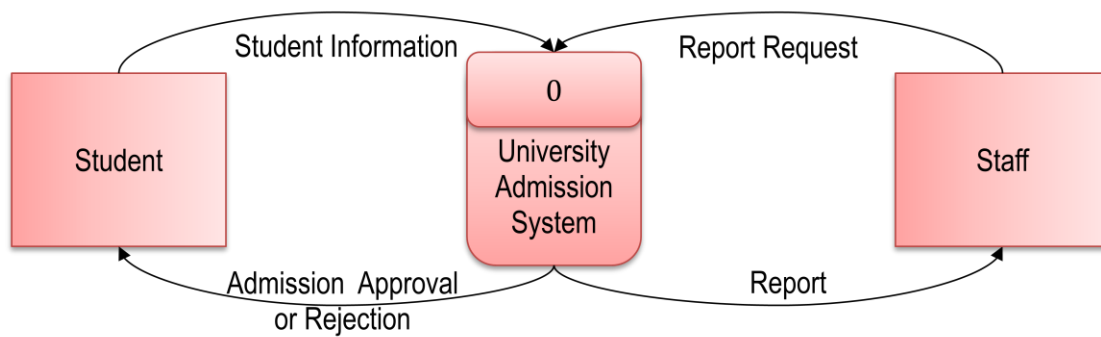 Student Information
Report Request
0
Student
University
Admission
System
Staff
Admission Approval
or Rejection
Report